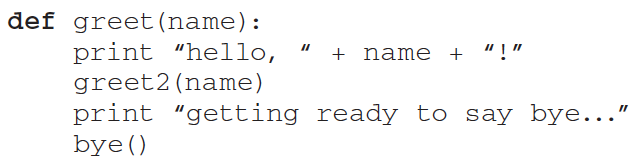 def greet(name):
    print “hello, “ + name + “!”
    greet2(name)
    print “getting ready to say bye...”
    bye()